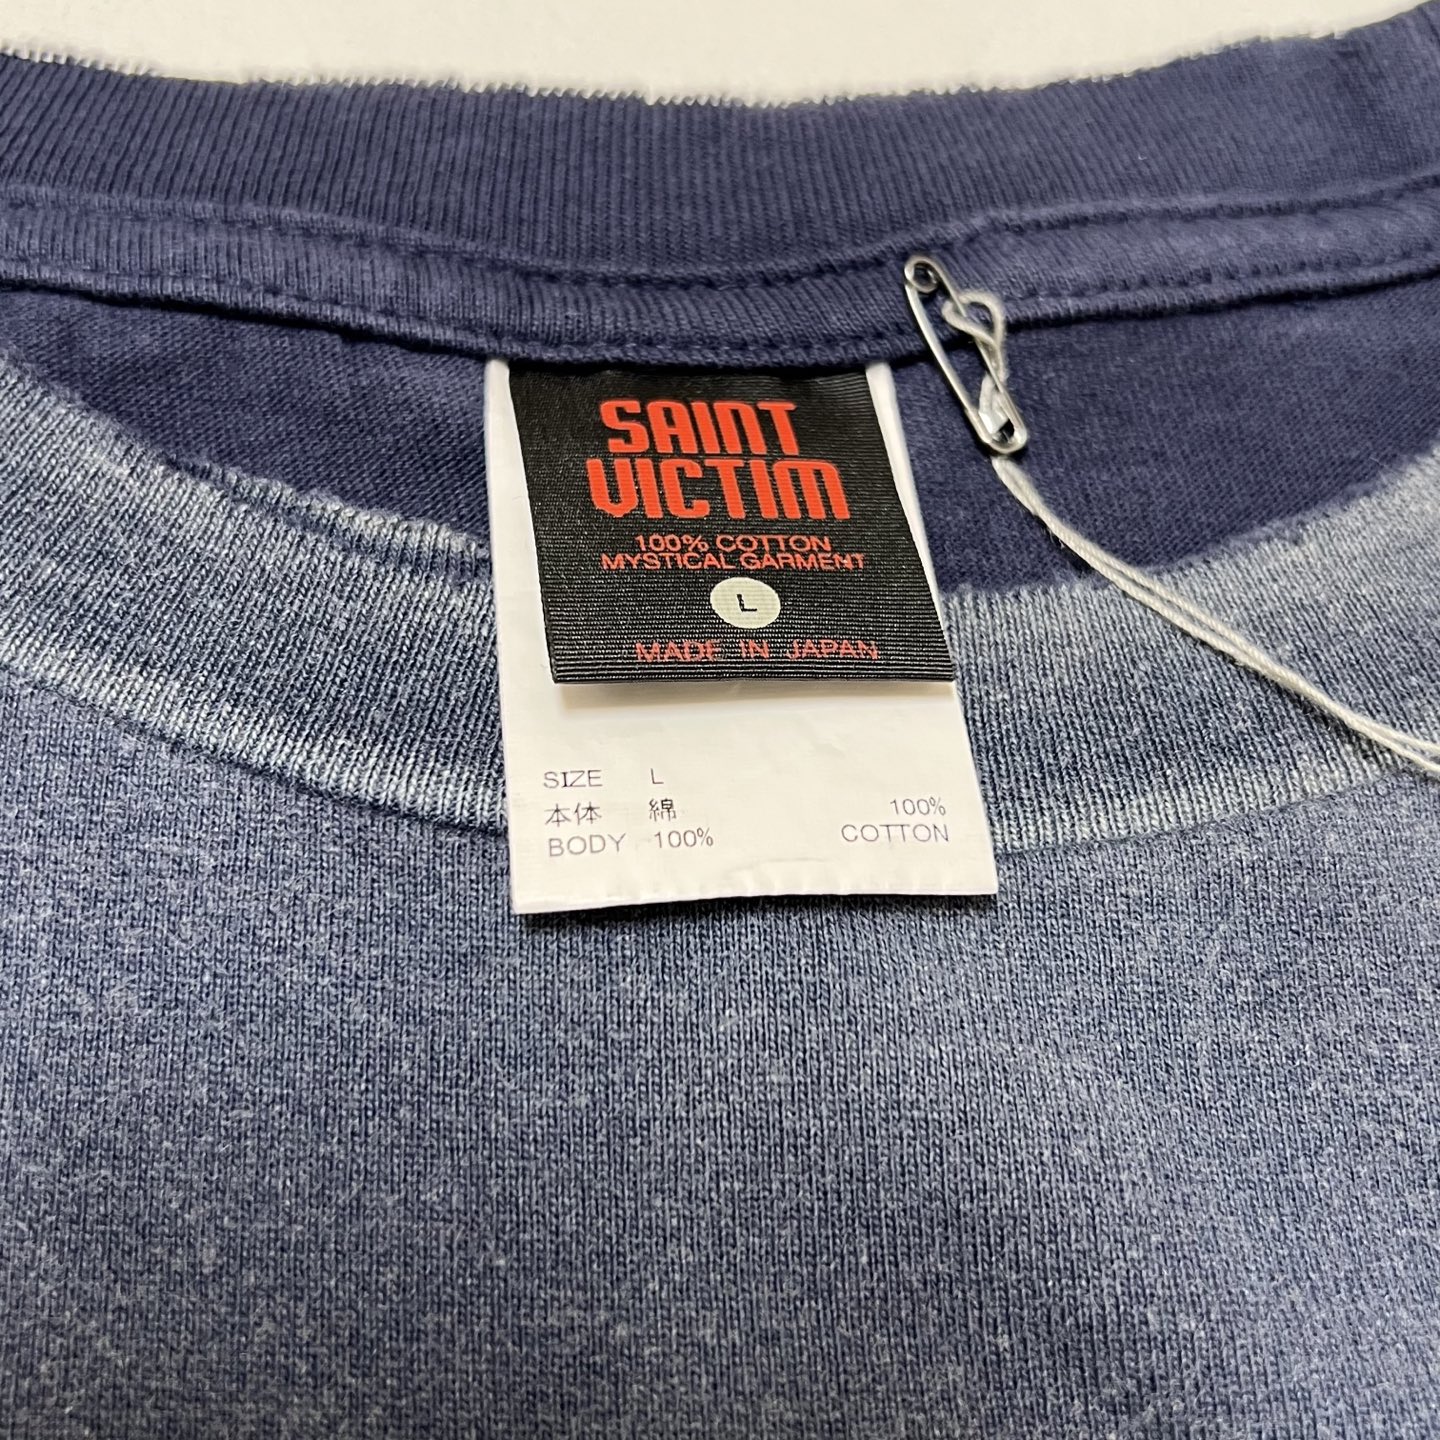 SAINT
VICTIM
100% COTTON
MYSTICAL GARMENT
L
MADE IN JAPAN
SIZE L
本体 綿 100%
BODY 100% COTTON